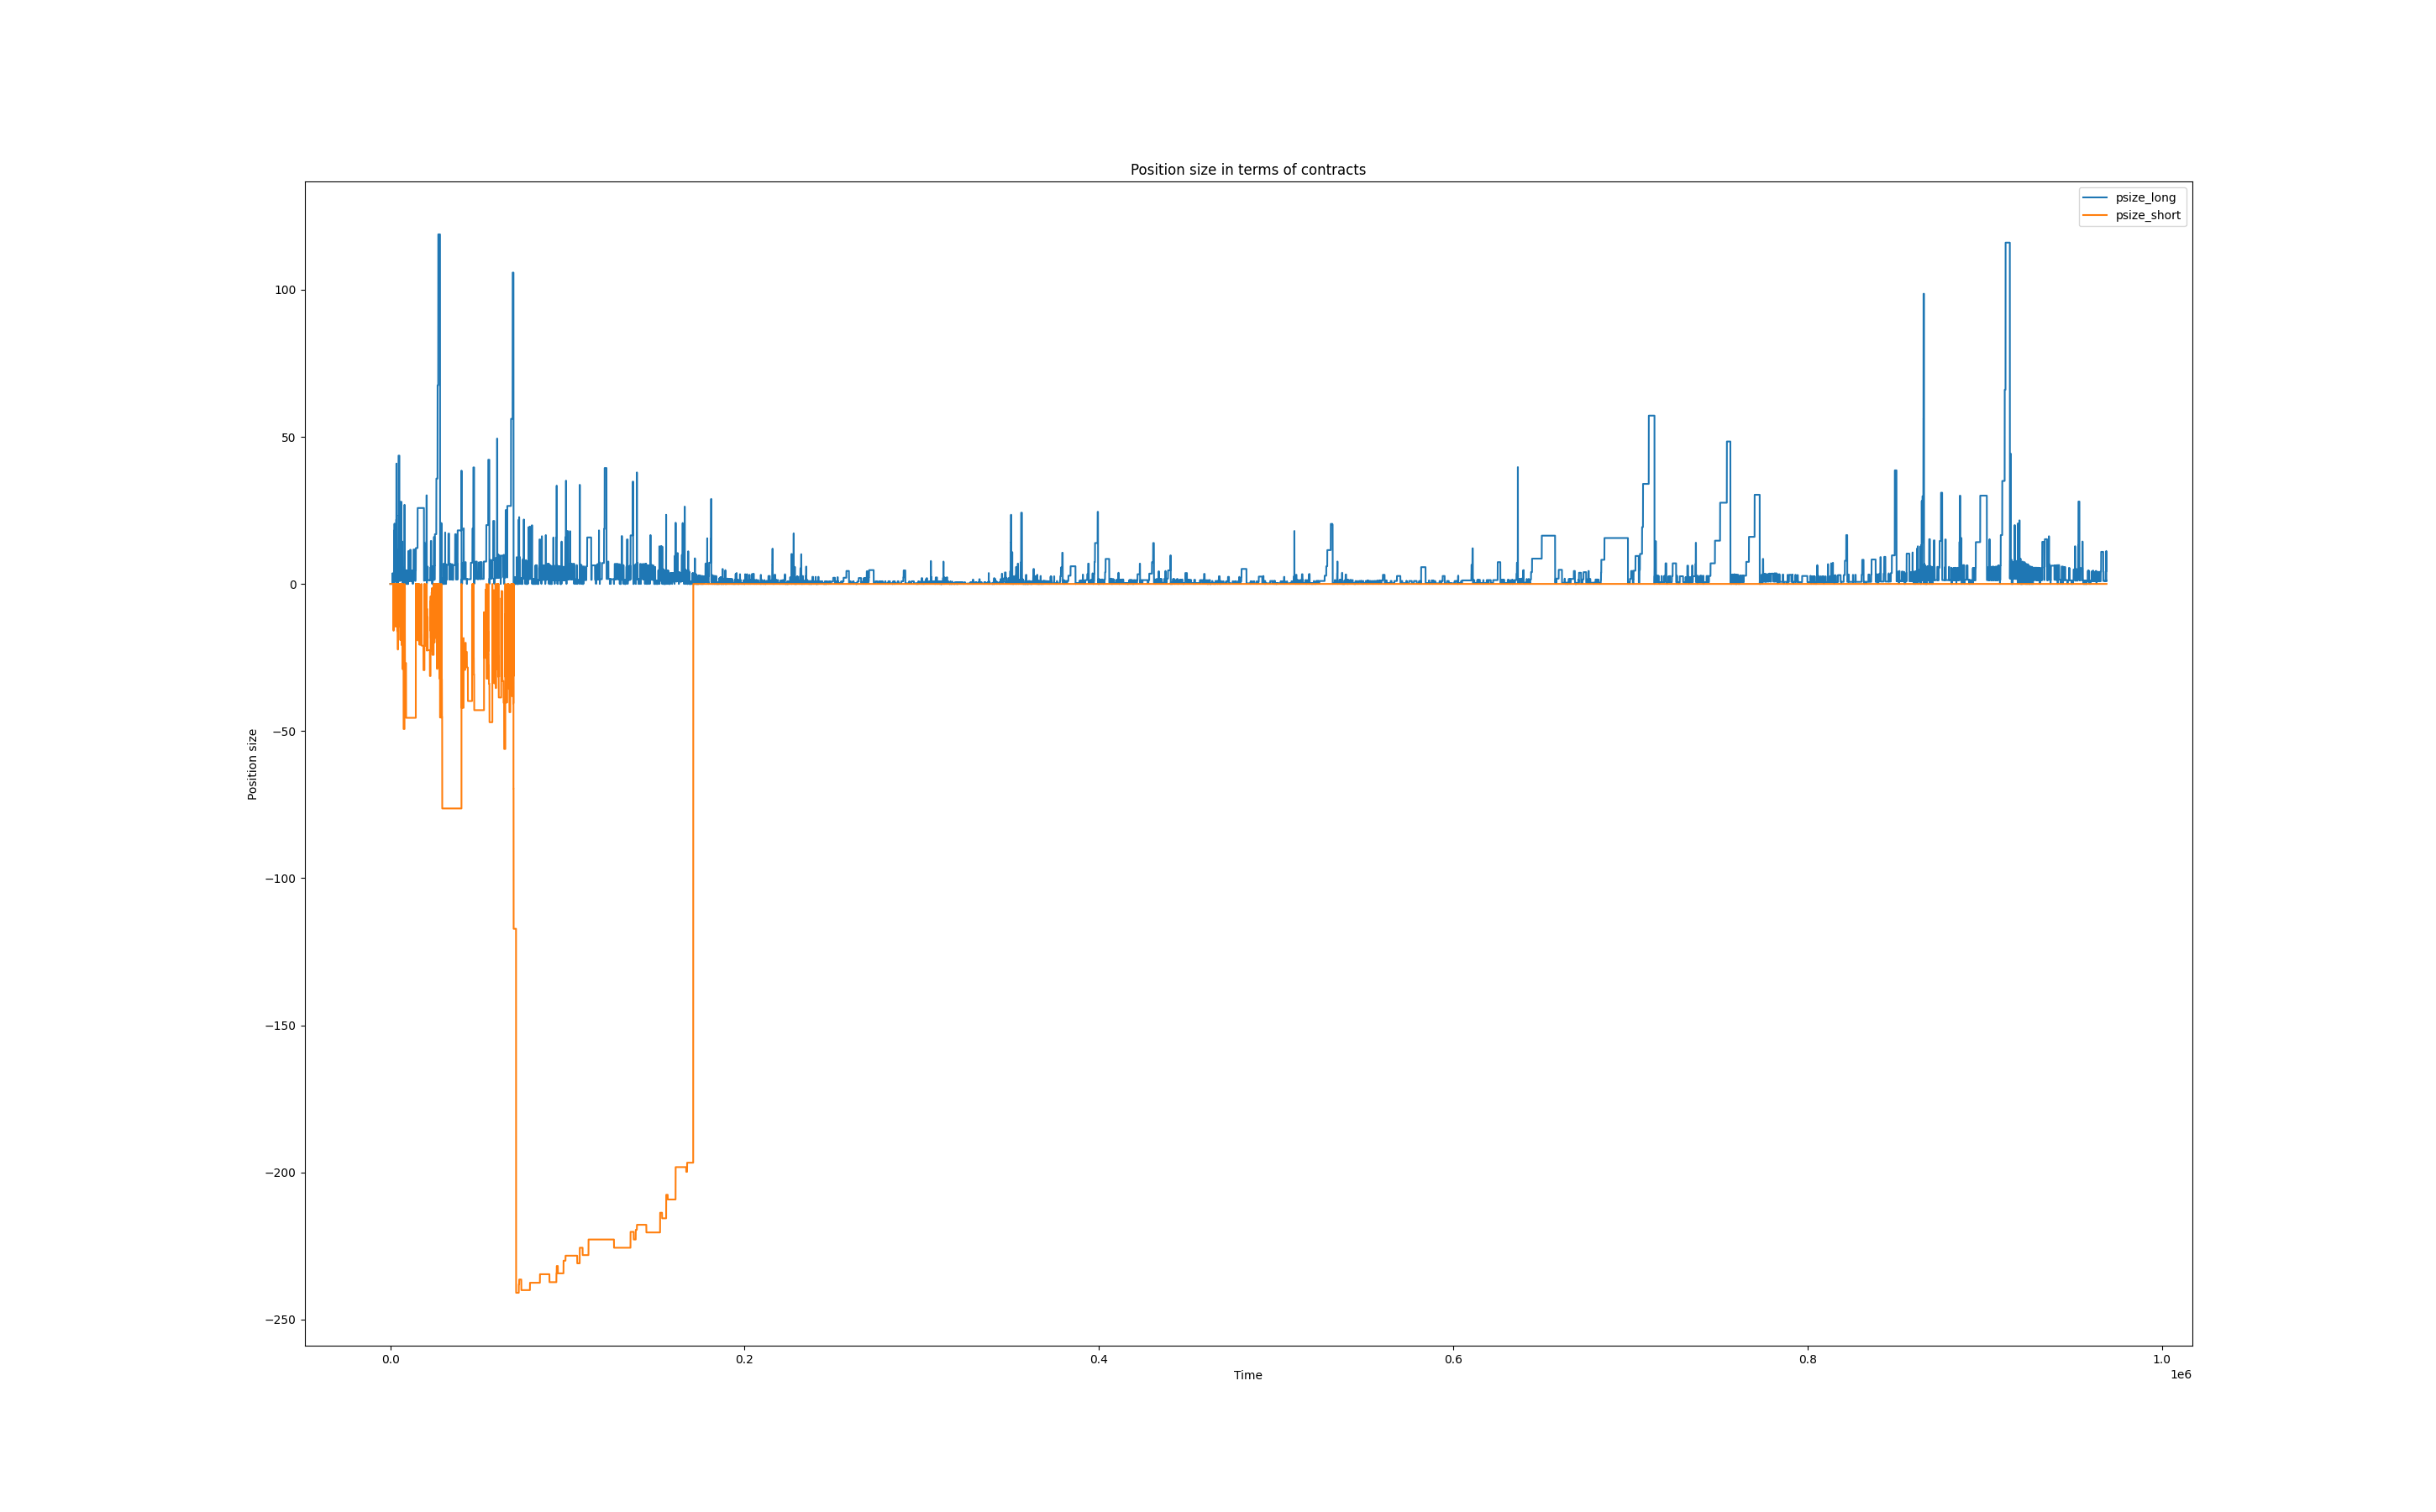 Position size in terms of contracts
psize_long
psize_short
100
50
0
−50
−100
−150
−200
−250
Position size
0.0
0.2
0.4
0.6
0.8
1.0
1e6
Time